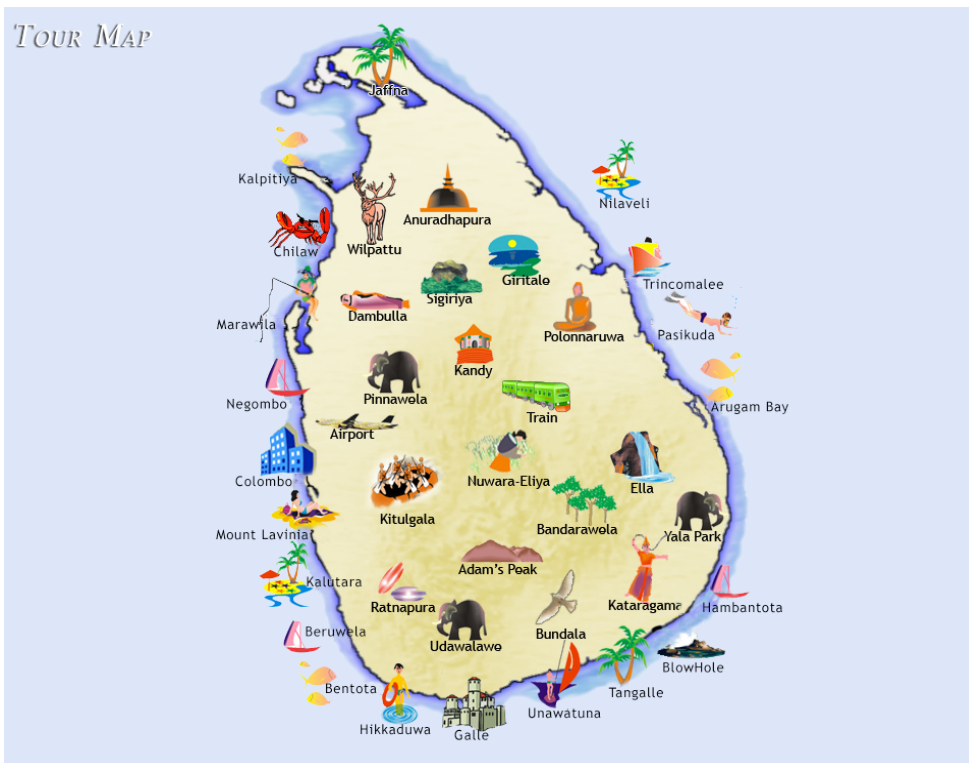 Tour Map
Jaffna
Kalpitiya
Nilaveli
Anuradhapura
Wilpattu
Chilaw
Giritale
Trincomalee
Sigiriya
Dambulla
Marawila
Polonnaruwa
Pasikuda
Kandy
Pinnawela
Negombo
Arugam Bay
Train
Airport
Colombo
Nuwara-Eliya
Ella
Kitulgala
Bandarawela
Mount Lavinia
Yala Park
Adam's Peak
Kalutara
Ratnapura
Kataragama
Hambantota
Beruwela
Bundala
Udawalawe
BlowHole
Bentota
Tangalle
Unawatuna
Hikkaduwa
Galle